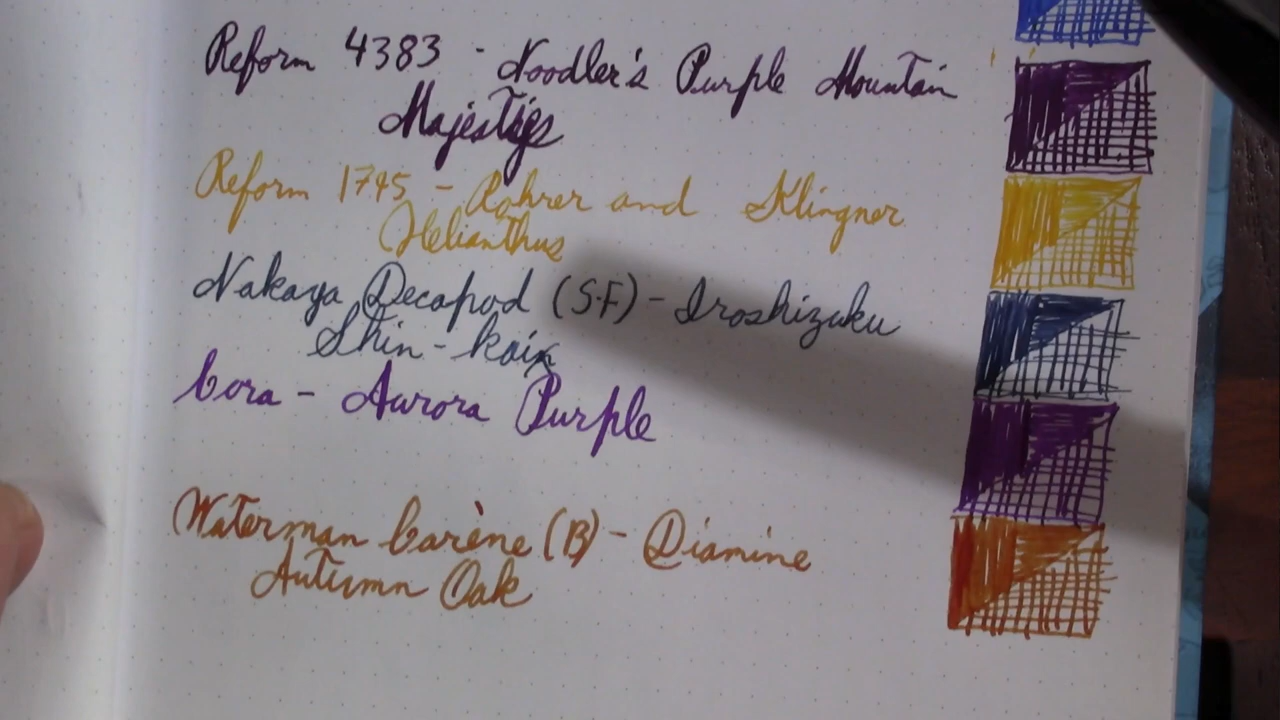 Reform 4383 - Noodler's Purple Mountain
Majesties
Reform 1745 - Rohrer and Klingner
Helianthus
Nakaya Decapod (S.F) - Iroshizuku
Shin-kai
Cora - Aurora Purple
Waterman Carène (B) - Diamine
Autumn Oak